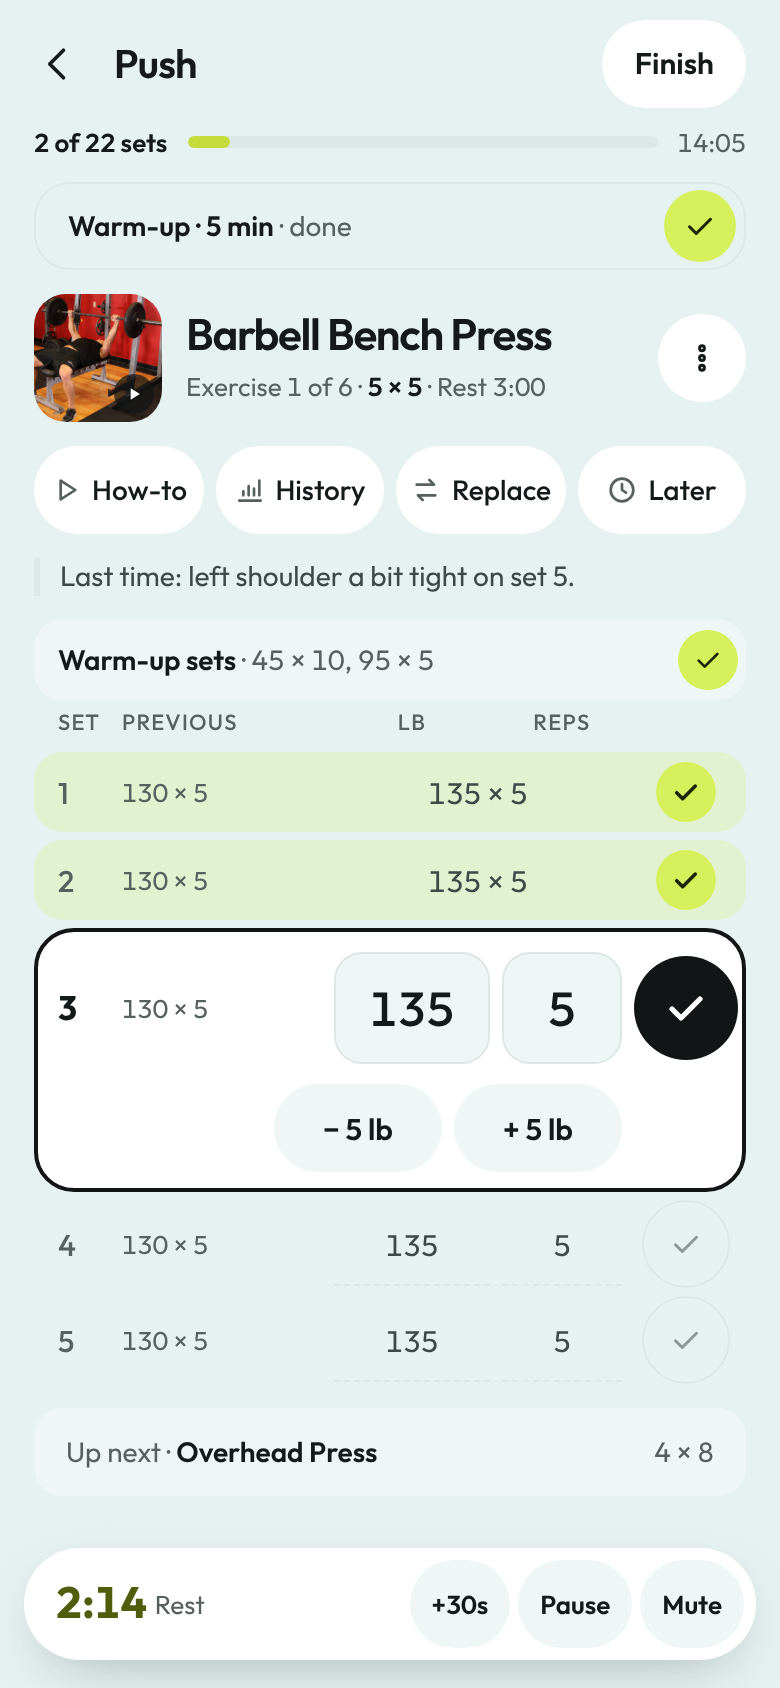 Push
Finish
2 of 22 sets
14:05
Warm-up · 5 min · done
Barbell Bench Press
Exercise 1 of 6 · 5 × 5 · Rest 3:00
How-to
History
Replace
Later
Last time: left shoulder a bit tight on set 5.
Warm-up sets · 45 × 10, 95 × 5
SET PREVIOUS LB REPS
1 130 × 5 135 × 5
2 130 × 5 135 × 5
3 130 × 5 135 5
− 5 lb + 5 lb
4 130 × 5 135 5
5 130 × 5 135 5
Up next · Overhead Press 4 × 8
2:14 Rest +30s Pause Mute